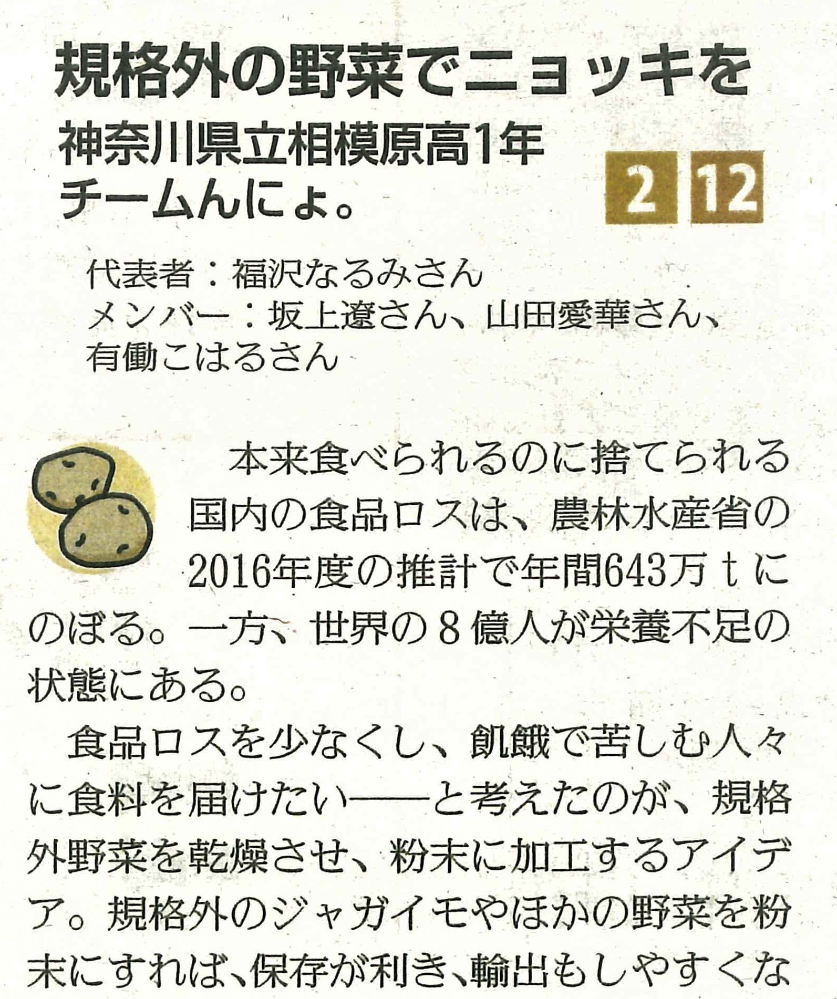 規格外の野菜でニョッキを
神奈川県立相模原高1年
チームんにょ。
2 12
代表者：福沢なるみさん
メンバー：坂上遼さん、山田愛華さん、
有働こはるさん
本来食べられるのに捨てられる
国内の食品ロスは、農林水産省の
2016年度の推計で年間643万ｔに
のぼる。一方、世界の８億人が栄養不足の
状態にある。
食品ロスを少なくし、飢餓で苦しむ人々
に食料を届けたい――と考えたのが、規格
外野菜を乾燥させ、粉末に加工するアイデ
ア。規格外のジャガイモやほかの野菜を粉
末にすれば、保存が利き、輸出もしやすくな